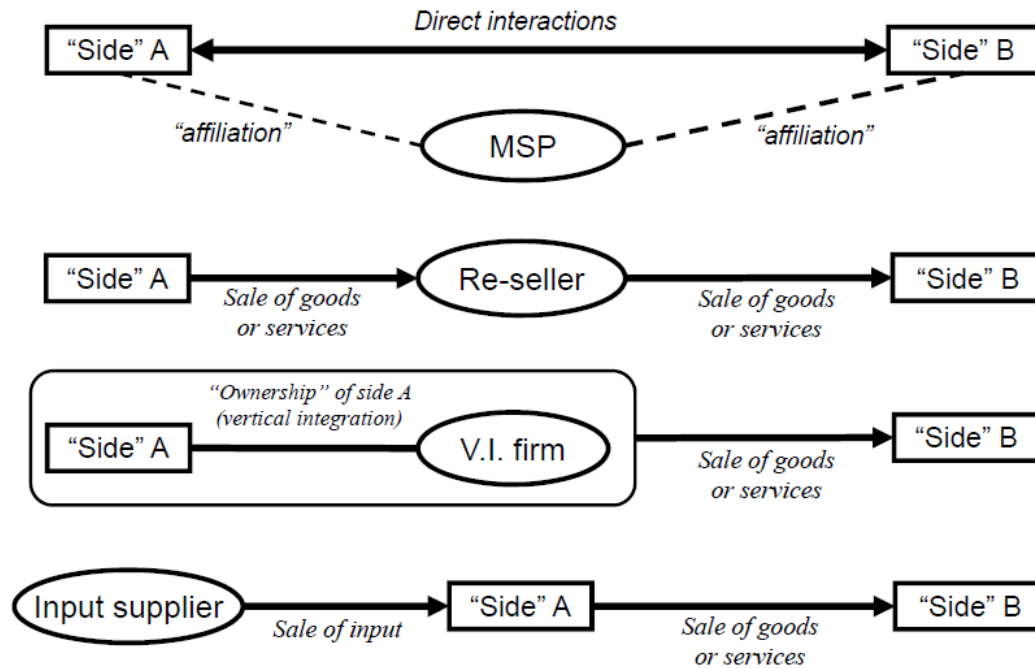 Direct interactions
“Side” A
“Side” B
“affiliation”
MSP
“affiliation”
“Side” A
Re-seller
“Side” B
Sale of goods
or services
Sale of goods
or services
“Ownership” of side A
(vertical integration)
“Side” A
V.I. firm
“Side” B
Sale of goods
or services
Input supplier
“Side” A
“Side” B
Sale of input
Sale of goods
or services